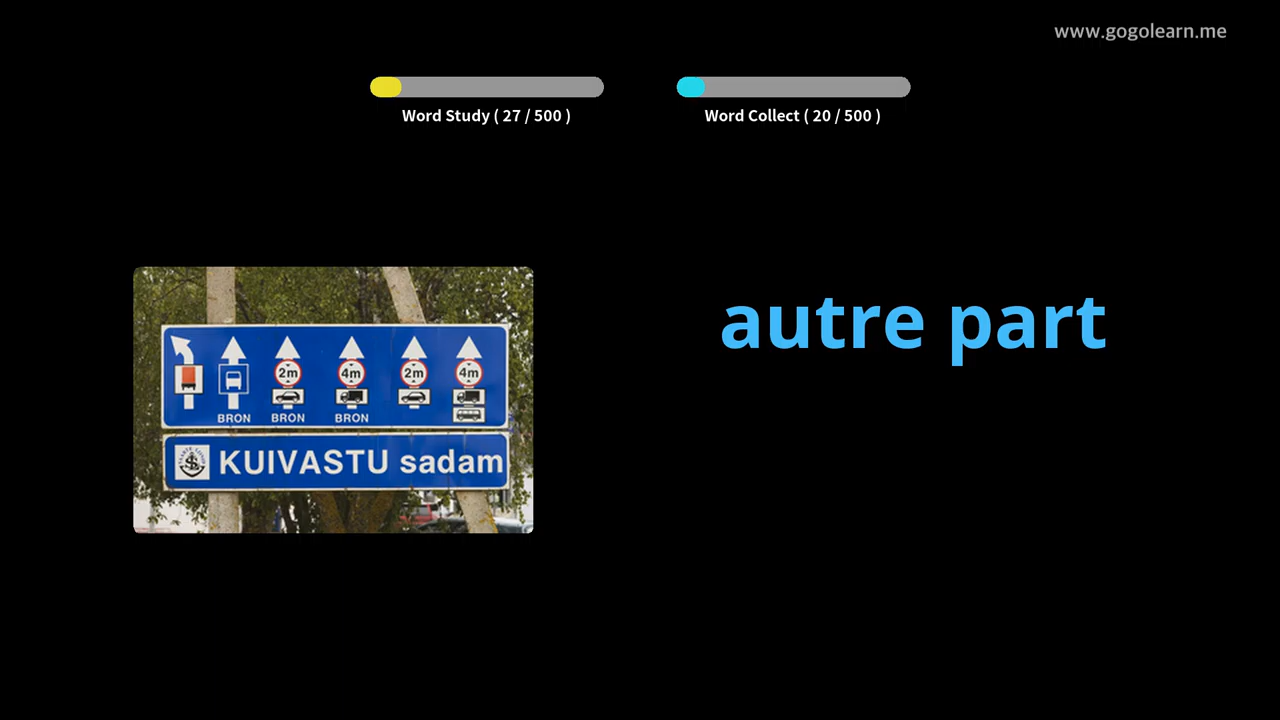 www.gogolearn.me
Word Study ( 27 / 500 )
Word Collect ( 20 / 500 )
autre part
2m 4m 2m 4m
BRON BRON BRON
KUIVASTU sadam